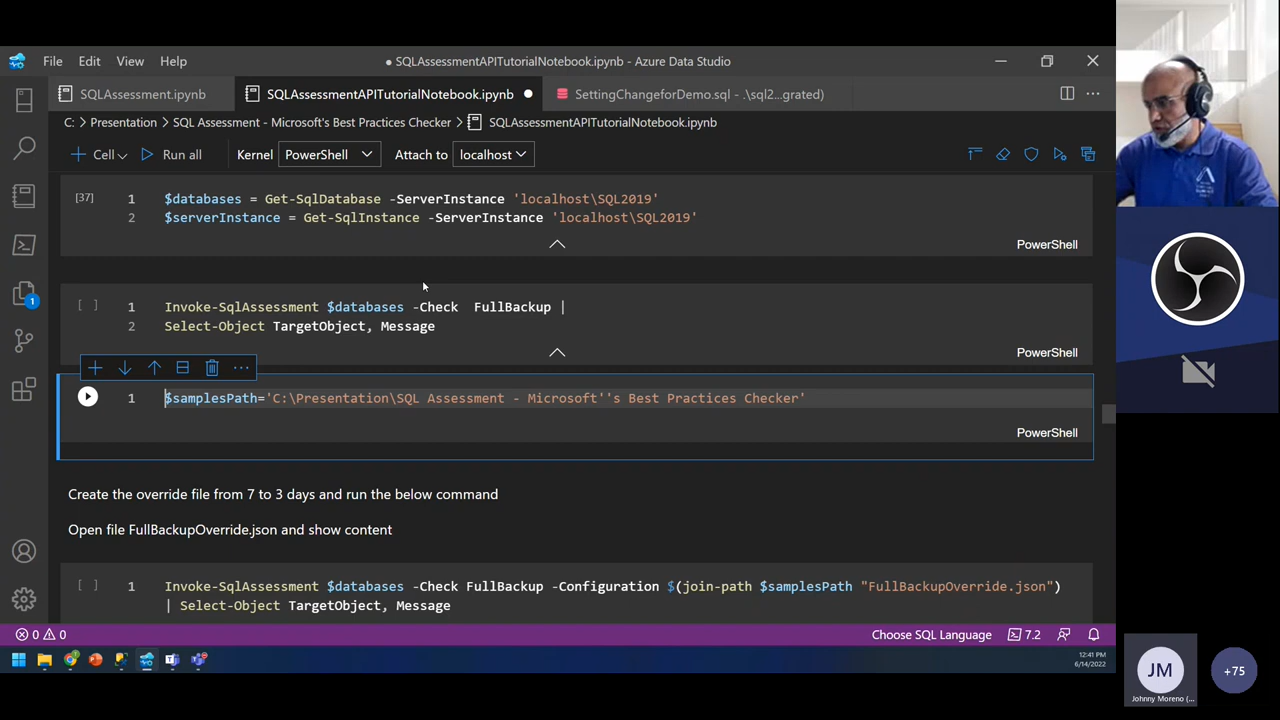 File Edit View Help
● SQLAssessmentAPITutorialNotebook.ipynb - Azure Data Studio
SQLAssessment.ipynb
SQLAssessmentAPITutorialNotebook.ipynb ●
SettingChangeforDemo.sql - .\sql2...grated)
C: > Presentation > SQL Assessment - Microsoft's Best Practices Checker > SQLAssessmentAPITutorialNotebook.ipynb
Cell Run all Kernel PowerShell Attach to localhost
[37] 1 $databases = Get-SqlDatabase -ServerInstance 'localhost\SQL2019'
2 $serverInstance = Get-SqlInstance -ServerInstance 'localhost\SQL2019'
PowerShell
[ ] 1 Invoke-SqlAssessment $databases -Check  FullBackup |
2 Select-Object TargetObject, Message
PowerShell
1 $samplesPath='C:\Presentation\SQL Assessment - Microsoft''s Best Practices Checker'
PowerShell
Create the override file from 7 to 3 days and run the below command
Open file FullBackupOverride.json and show content
[ ] 1 Invoke-SqlAssessment $databases -Check FullBackup -Configuration $(join-path $samplesPath "FullBackupOverride.json")
2 | Select-Object TargetObject, Message
1
0 0 Choose SQL Language 7.2
12:41 PM
6/14/2022
JM
Johnny Moreno (...
+75